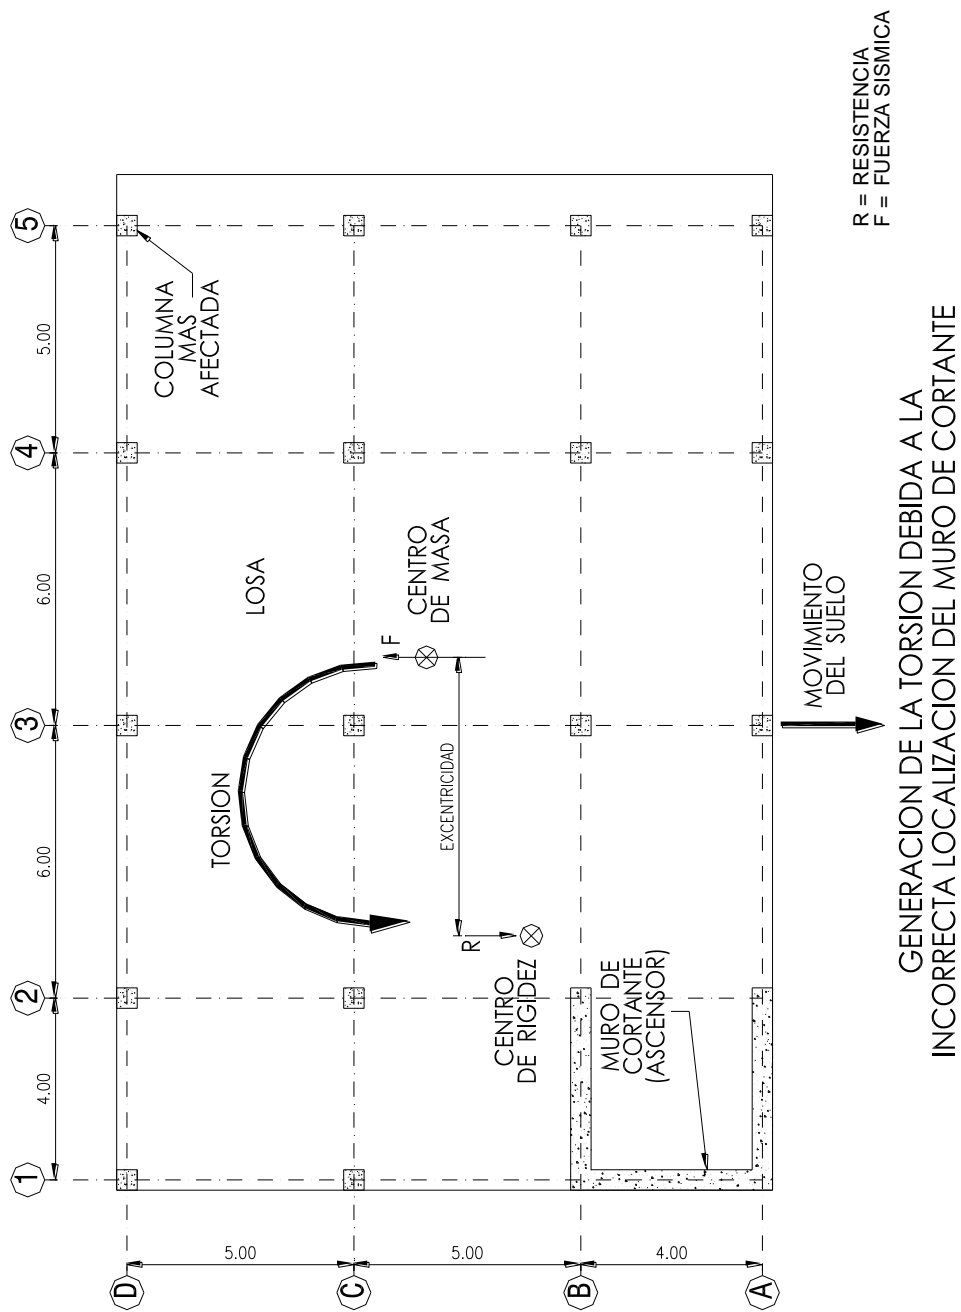 1
2
3
4
5
4.00
6.00
6.00
5.00
D
C
B
A
5.00
5.00
4.00
COLUMNA
MAS
AFECTADA
LOSA
TORSION
F
CENTRO
DE MASA
EXCENTRICIDAD
R
CENTRO
DE RIGIDEZ
MURO DE
CORTANTE
(ASCENSOR)
MOVIMIENTO
DEL SUELO
R = RESISTENCIA
F = FUERZA SISMICA
GENERACION DE LA TORSION DEBIDA A LA
INCORRECTA LOCALIZACION DEL MURO DE CORTANTE